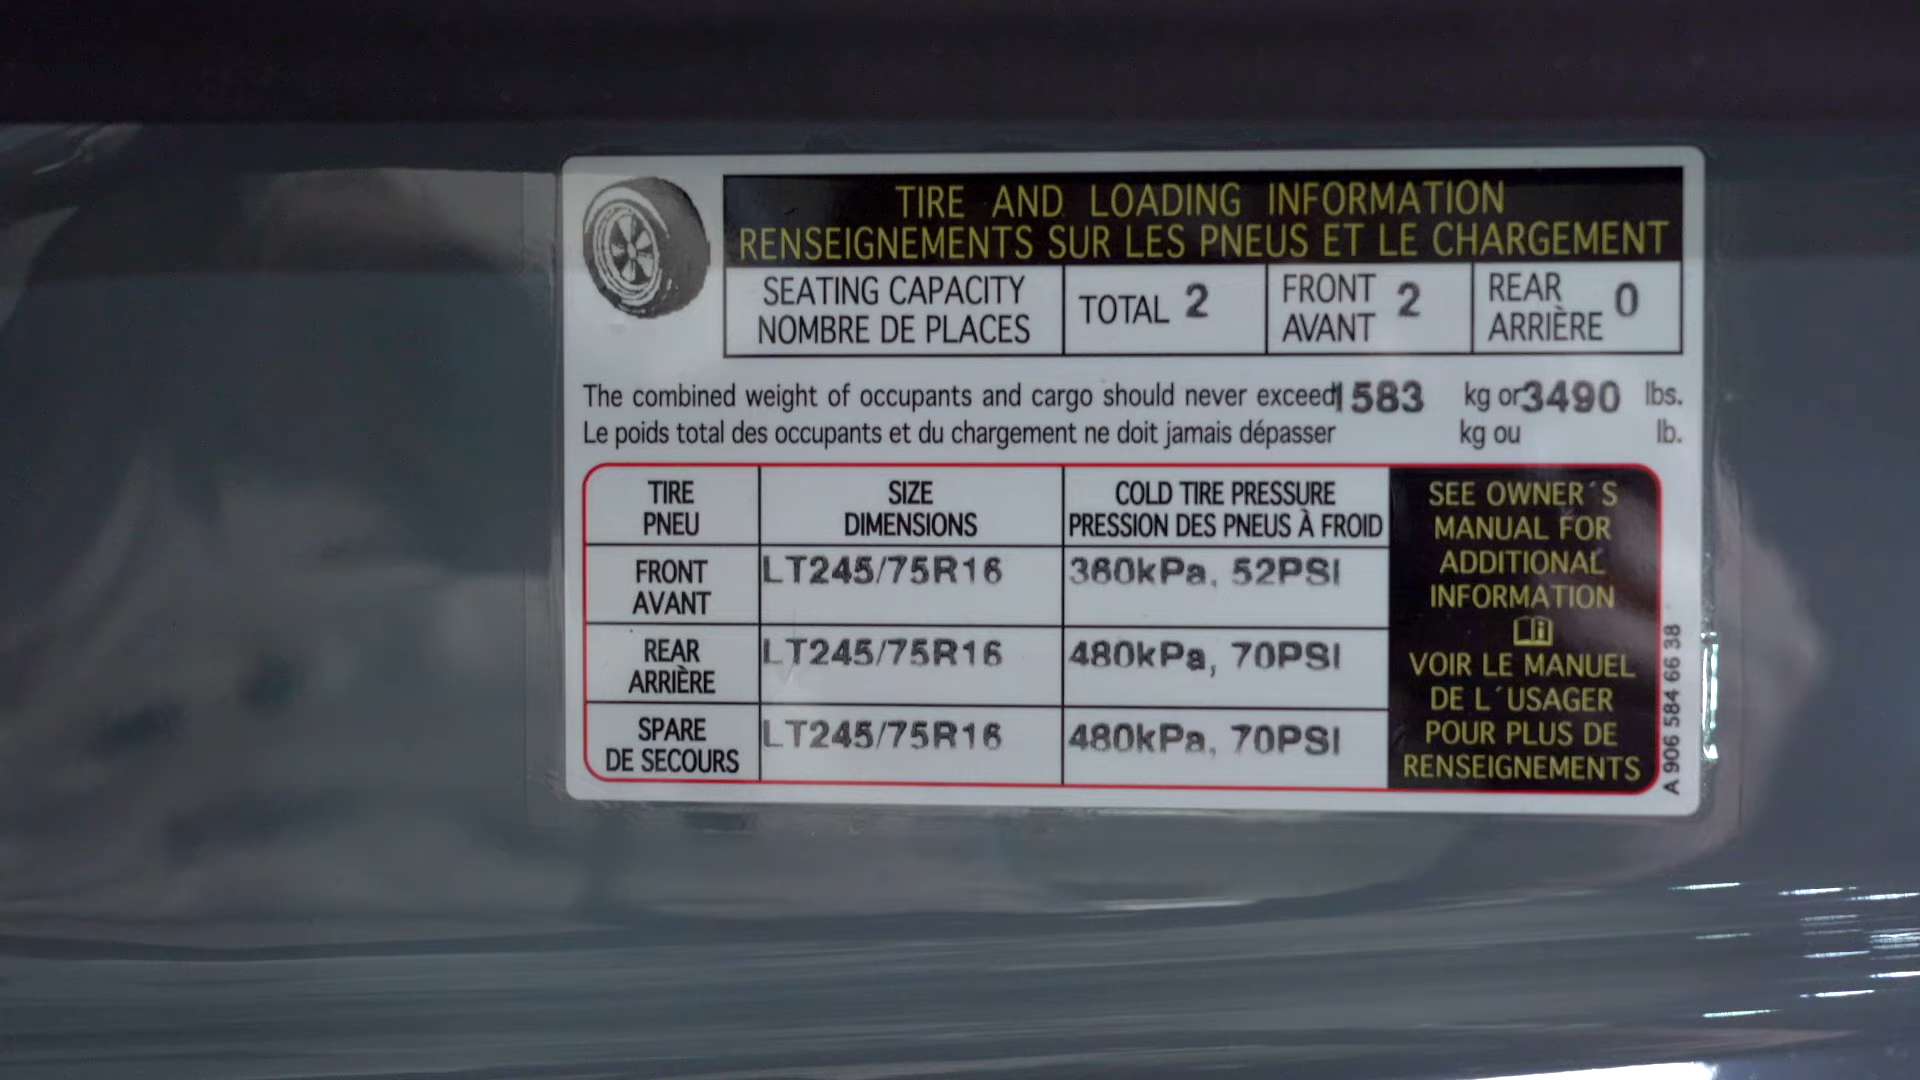 TIRE AND LOADING INFORMATION
RENSEIGNEMENTS SUR LES PNEUS ET LE CHARGEMENT
SEATING CAPACITY
NOMBRE DE PLACES
TOTAL 2
FRONT
AVANT
2
REAR
ARRIÈRE
0
The combined weight of occupants and cargo should never exceed 1583 kg or 3490 lbs.
Le poids total des occupants et du chargement ne doit jamais dépasser kg ou lb.
TIRE
PNEU
SIZE
DIMENSIONS
COLD TIRE PRESSURE
PRESSION DES PNEUS À FROID
FRONT
AVANT
LT245/75R16
360kPa, 52PSI
REAR
ARRIÈRE
LT245/75R16
480kPa, 70PSI
SPARE
DE SECOURS
LT245/75R16
480kPa, 70PSI
SEE OWNER´S
MANUAL FOR
ADDITIONAL
INFORMATION
VOIR LE MANUEL
DE L´USAGER
POUR PLUS DE
RENSEIGNEMENTS
A 906 584 66 38